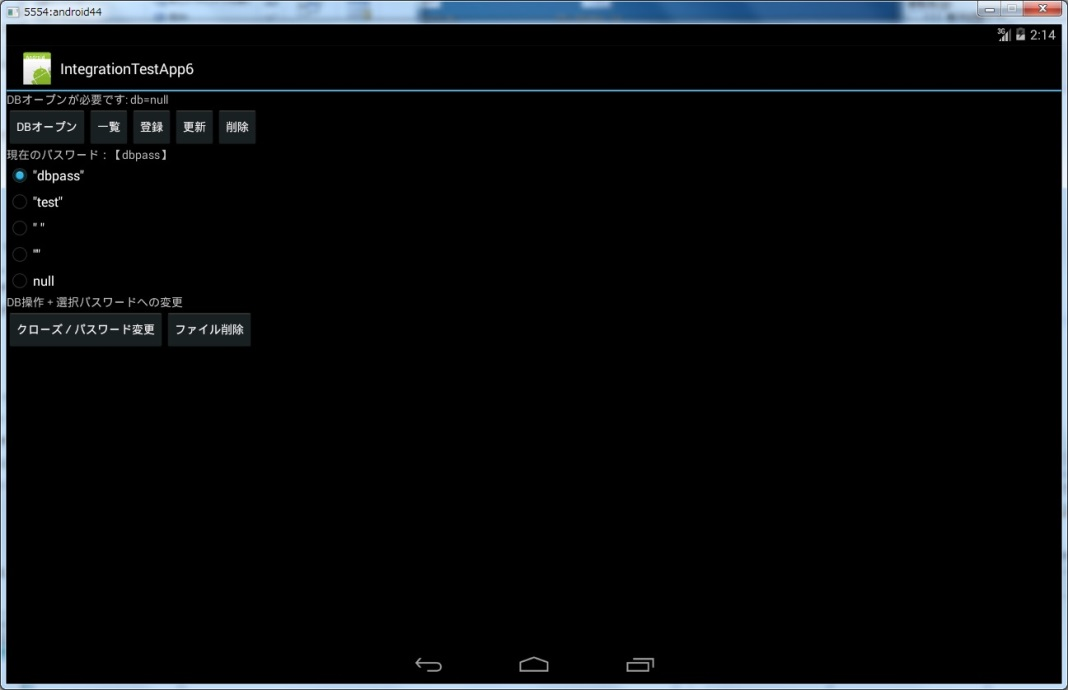 5554:android44
2:14
IntegrationTestApp6
DBオープンが必要です: db=null
DBオープン 一覧 登録 更新 削除
現在のパスワード：【dbpass】
"dbpass"
"test"
" "
""
null
DB操作 + 選択パスワードへの変更
クローズ / パスワード変更 ファイル削除